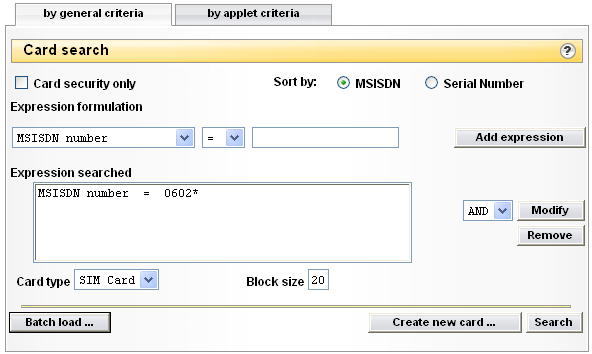 by general criteria by applet criteria
Card search ?
Card security only Sort by: MSISDN Serial Number
Expression formulation
MSISDN number = Add expression
Expression searched
MSISDN number = 0602*
AND Modify
Remove
Card type SIM Card Block size 20
Batch load ... Create new card ... Search